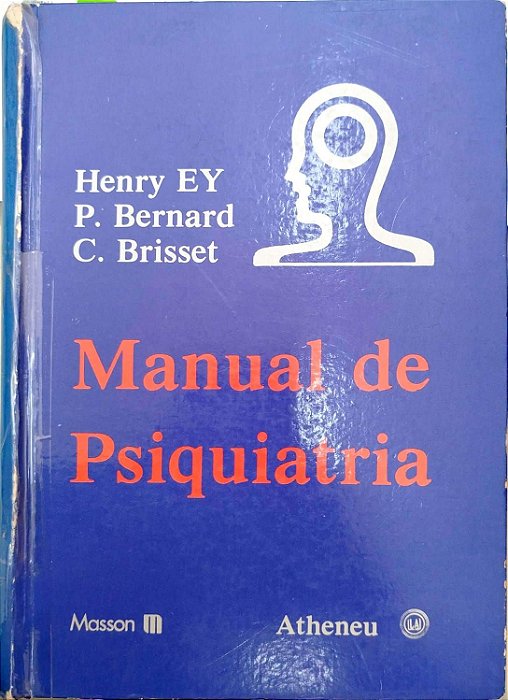 Henry EY
P. Bernard
C. Brisset
Manual de
Psiquiatria
Masson
Atheneu